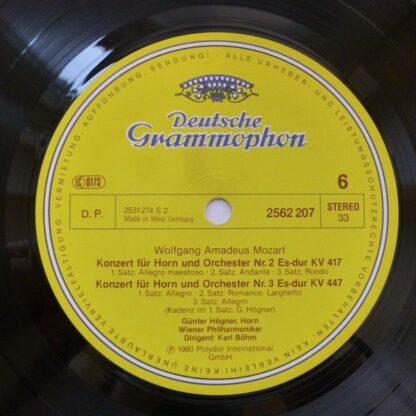 VERMIETUNG, AUFFÜHRUNG, SENDUNG! - ALLE URHEBER- UND LEISTUNGSSCHUTZRECHTE VORBEHALTEN · KEIN VERLEIH! KEINE UNERLAUBTE VERVIELFÄLTIGUNG,
Deutsche
Grammophon
LC 0173
6
D. P.
2531 274 S 2
Made in West Germany
2562 207
STEREO
33
Wolfgang Amadeus Mozart
Konzert für Horn und Orchester Nr. 2 Es-dur KV 417
1. Satz: Allegro maestoso · 2. Satz: Andante · 3. Satz: Rondo
Konzert für Horn und Orchester Nr. 3 Es-dur KV 447
1. Satz: Allegro · 2. Satz: Romance. Larghetto
3. Satz: Allegro
(Kadenz im 1. Satz: G. Högner)
Günter Högner, Horn
Wiener Philharmoniker
Dirigent: Karl Böhm
℗ 1980 Polydor International
GmbH